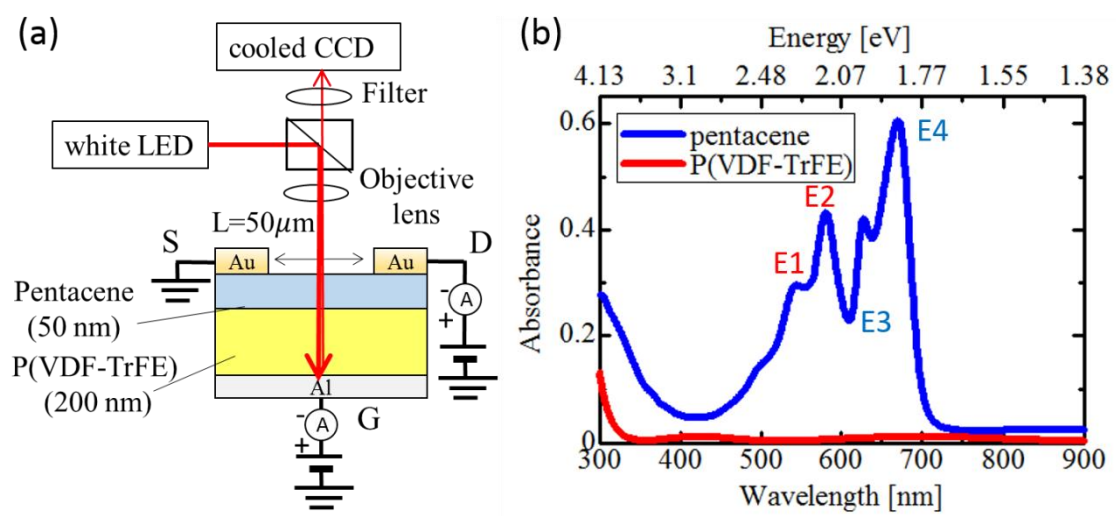 (a)
cooled CCD
Filter
white LED
Objective
lens
L=50μm
S
D
Au
Au
Pentacene
(50 nm)
P(VDF-TrFE)
(200 nm)
Al
G
-
A
+
-
A
+
(b)
Energy [eV]
4.13 3.1 2.48 2.07 1.77 1.55 1.38
0.6
0.4
0.2
0
Absorbance
pentacene
P(VDF-TrFE)
E1
E2
E3
E4
300 400 500 600 700 800 900
Wavelength [nm]